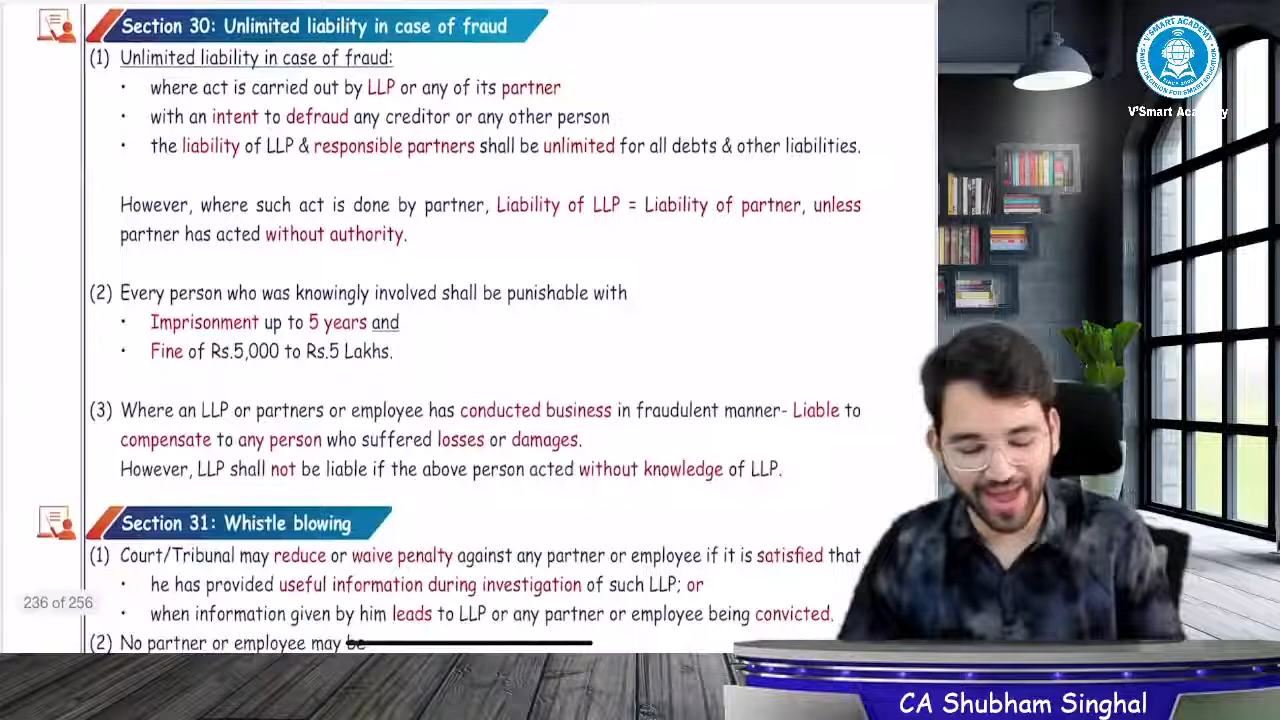 Section 30: Unlimited liability in case of fraud
(1) Unlimited liability in case of fraud:
• where act is carried out by LLP or any of its partner
• with an intent to defraud any creditor or any other person
• the liability of LLP & responsible partners shall be unlimited for all debts & other liabilities.
However, where such act is done by partner, Liability of LLP = Liability of partner, unless
partner has acted without authority.
(2) Every person who was knowingly involved shall be punishable with
• Imprisonment up to 5 years and
• Fine of Rs.5,000 to Rs.5 Lakhs.
(3) Where an LLP or partners or employee has conducted business in fraudulent manner- Liable to
compensate to any person who suffered losses or damages.
However, LLP shall not be liable if the above person acted without knowledge of LLP.
Section 31: Whistle blowing
(1) Court/Tribunal may reduce or waive penalty against any partner or employee if it is satisfied that
• he has provided useful information during investigation of such LLP; or
236 of 256
• when information given by him leads to LLP or any partner or employee being convicted.
(2) No partner or employee may be
V'SMART ACADEMY
SMART DECISION FOR SMART EDUCATION
V'Smart Academy
CA Shubham Singhal